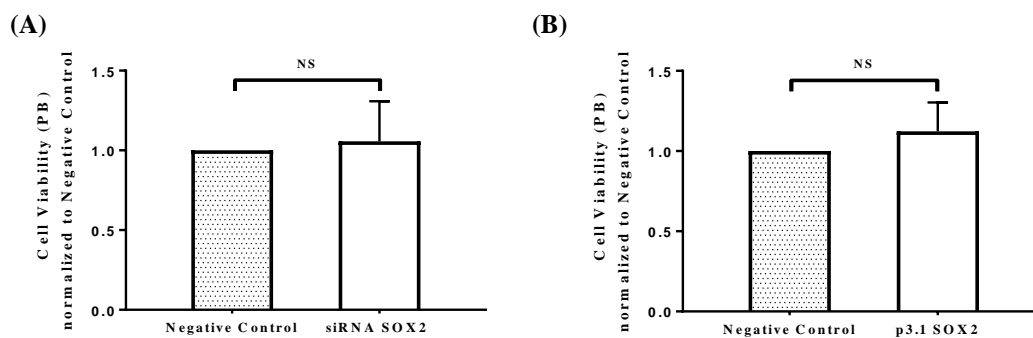 (A)
NS
1.5
1.0
0.5
0.0
Cell Viability (PB)
normalized to Negative Control
Negative Control
siRNA SOX2
(B)
NS
1.5
1.0
0.5
0.0
Cell Viability (PB)
normalized to Negative Control
Negative Control
p3.1 SOX2